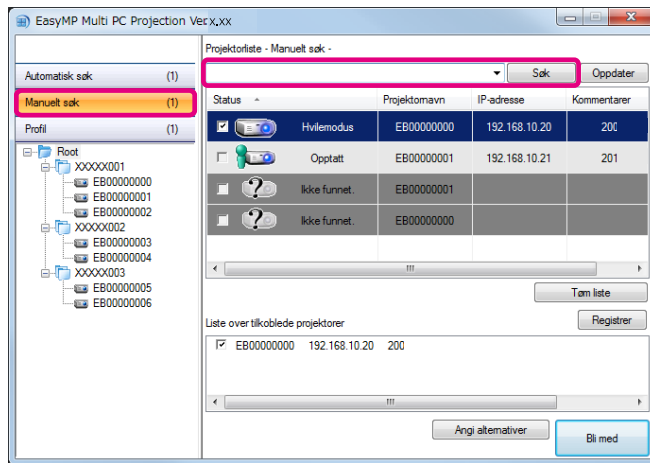 EasyMP Multi PC Projection Ver.x.xx
Projektorliste - Manuelt søk -
Automatisk søk (1)
Søk Oppdater
Manuelt søk (1)
Status Projektornavn IP-adresse Kommentarer
Profil (1)
Hvilemodus EB00000000 192.168.10.20 200
Root
XXXXX001
Opptatt EB00000001 192.168.10.21 201
EB00000000
EB00000001
Ikke funnet. EB00000001
EB00000002
XXXXX002
Ikke funnet. EB00000000
EB00000003
EB00000004
XXXXX003
EB00000005
Tøm liste
EB00000006
Liste over tilkoblede projektorer Registrer
EB00000000 192.168.10.20 200
Angi alternativer Bli med